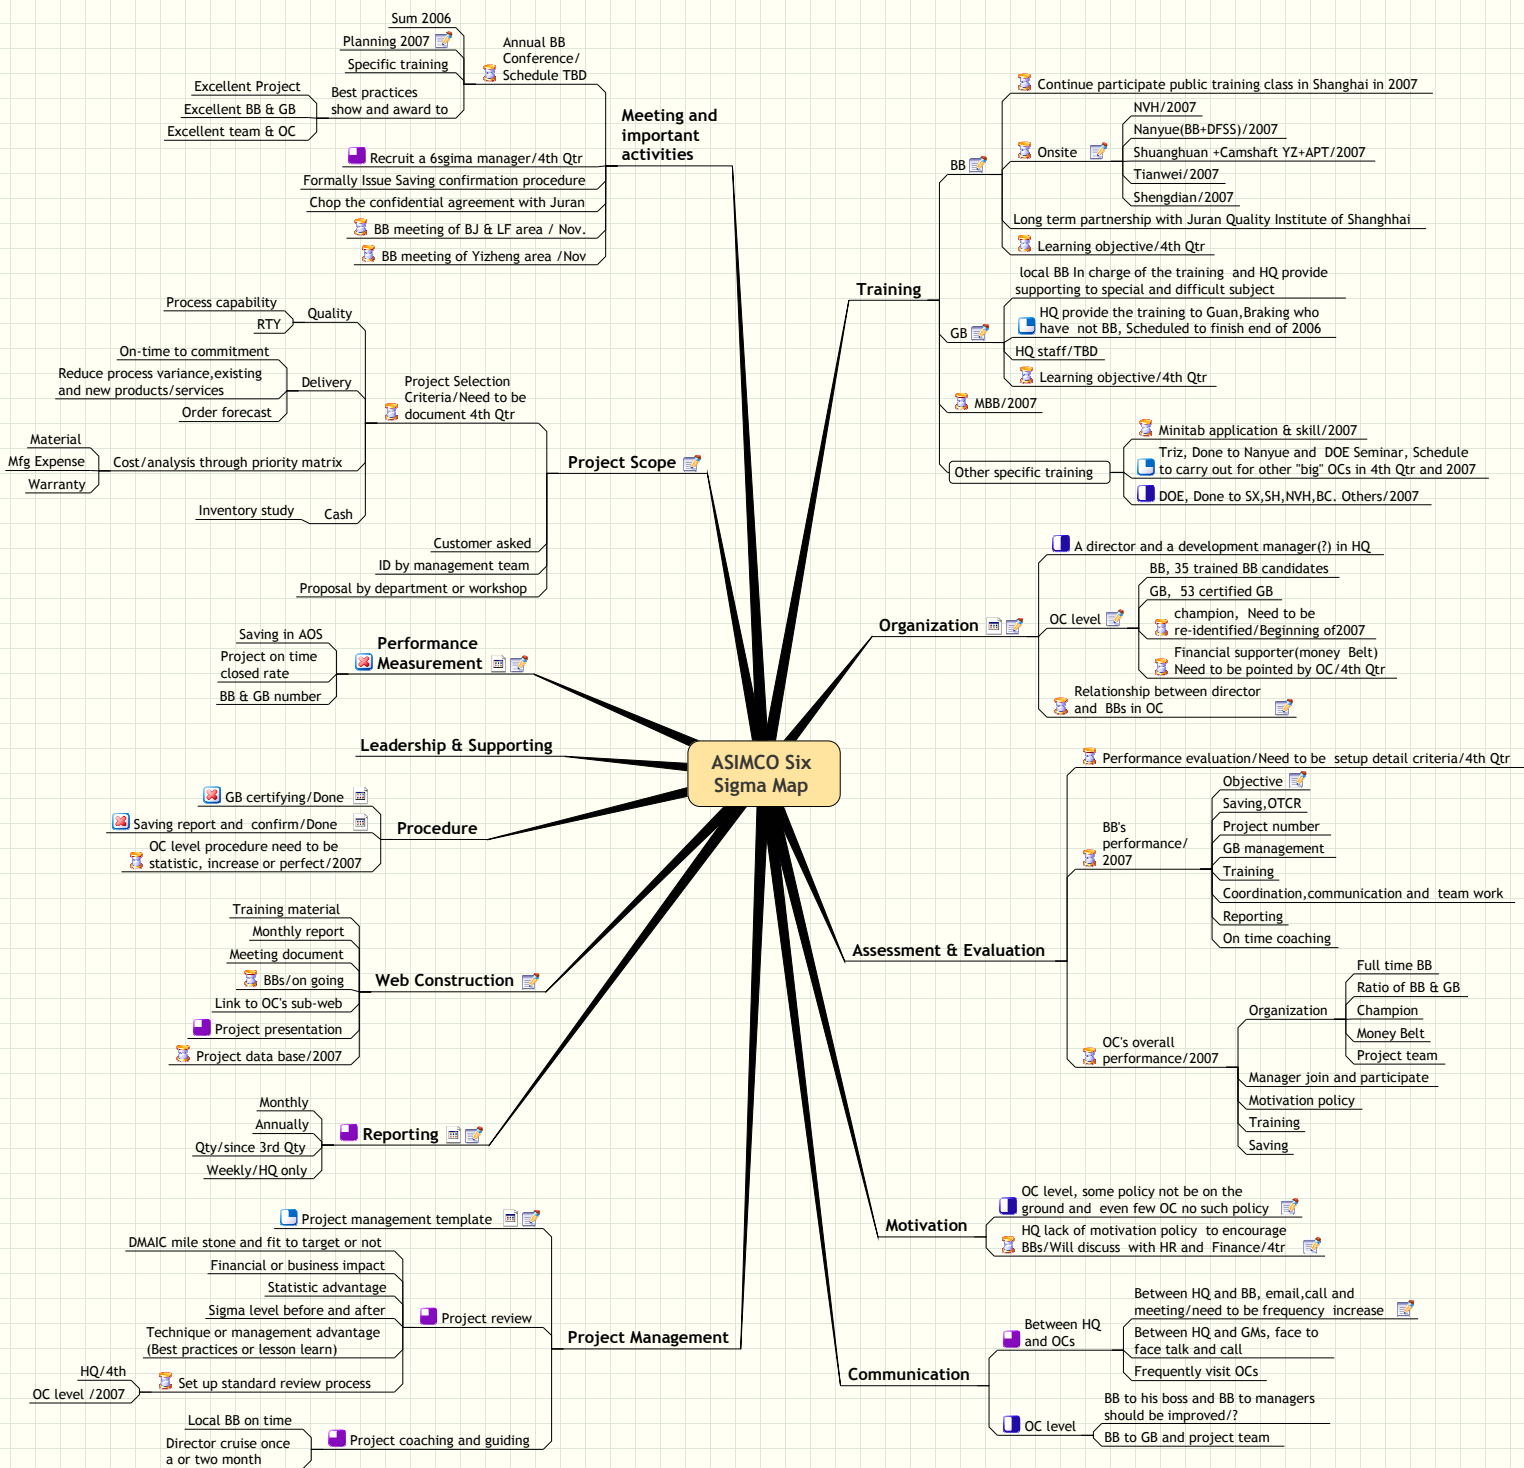 ASIMCO Six
Sigma Map
Meeting and
important
activities
Annual BB
Conference/
Schedule TBD
Sum 2006
Planning 2007
Specific training
Best practices
show and award to
Excellent Project
Excellent BB & GB
Excellent team & OC
Recruit a 6sgima manager/4th Qtr
Formally Issue Saving confirmation procedure
Chop the confidential agreement with Juran
BB meeting of BJ & LF area / Nov.
BB meeting of Yizheng area /Nov
Project Scope
Project Selection
Criteria/Need to be
document 4th Qtr
Quality
Process capability
RTY
Delivery
On-time to commitment
Reduce process variance,existing
and new products/services
Order forecast
Cost/analysis through priority matrix
Material
Mfg Expense
Warranty
Cash
Inventory study
Customer asked
ID by management team
Proposal by department or workshop
Performance
Measurement
Saving in AOS
Project on time
closed rate
BB & GB number
Leadership & Supporting
Procedure
GB certifying/Done
Saving report and  confirm/Done
OC level procedure need to be
statistic, increase or perfect/2007
Web Construction
Training material
Monthly report
Meeting document
BBs/on going
Link to OC's sub-web
Project presentation
Project data base/2007
Reporting
Monthly
Annually
Qty/since 3rd Qty
Weekly/HQ only
Project Management
Project management template
Project review
DMAIC mile stone and fit to target or not
Financial or business impact
Statistic advantage
Sigma level before and after
Technique or management advantage
(Best practices or lesson learn)
Set up standard review process
HQ/4th
OC level /2007
Project coaching and guiding
Local BB on time
Director cruise once
a or two month
Training
BB
Continue participate public training class in Shanghai in 2007
Onsite
NVH/2007
Nanyue(BB+DFSS)/2007
Shuanghuan +Camshaft YZ+APT/2007
Tianwei/2007
Shengdian/2007
Long term partnership with Juran Quality Institute of Shanghhai
Learning objective/4th Qtr
GB
local BB In charge of the training  and HQ provide
supporting to special and difficult subject
HQ provide the training to Guan,Braking who
have  not BB, Scheduled to finish end of 2006
HQ staff/TBD
Learning objective/4th Qtr
MBB/2007
Other specific training
Minitab application & skill/2007
Triz, Done to Nanyue and  DOE Seminar, Schedule
to carry out for other "big" OCs in 4th Qtr and 2007
DOE, Done to SX,SH,NVH,BC. Others/2007
Organization
A director and a development manager(?) in HQ
OC level
BB, 35 trained BB candidates
GB,  53 certified GB
champion,  Need to be
re-identified/Beginning of2007
Financial supporter(money  Belt)
Need to be pointed by OC/4th Qtr
Relationship between director
and  BBs in OC
Assessment & Evaluation
Performance evaluation/Need to be  setup detail criteria/4th Qtr
BB's
performance/
2007
Objective
Saving,OTCR
Project number
GB management
Training
Coordination,communication and  team work
Reporting
On time coaching
OC's overall
performance/2007
Organization
Full time BB
Ratio of BB & GB
Champion
Money Belt
Project team
Manager join and participate
Motivation policy
Training
Saving
Motivation
OC level, some policy not be on the
ground and  even few OC no such policy
HQ lack of motivation policy  to encourage
BBs/Will discuss  with HR and  Finance/4tr
Communication
Between HQ
and OCs
Between HQ and BB, email,call and
meeting/need to be frequency  increase
Between HQ and GMs, face to
face talk and call
Frequently visit OCs
OC level
BB to his boss and BB to managers
should be improved/?
BB to GB and project team